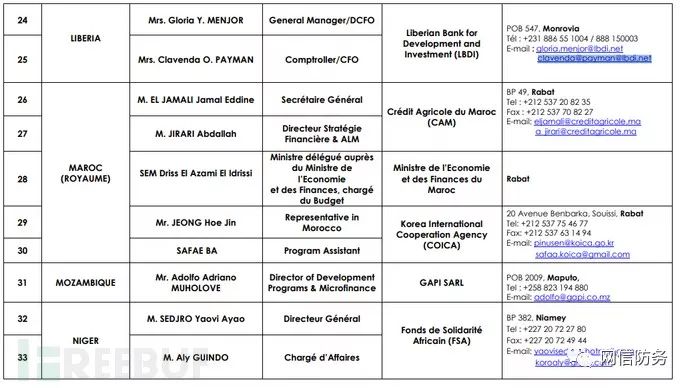 24
LIBERIA
Mrs. Gloria Y. MENJOR
General Manager/DCFO
Liberian Bank for
Development and
Investment (LBDI)
POB 547, Monrovia
Tél : +231 886 55 1004 / 888 150003
E-mail : gloria.menjor@lbdi.net
clavenda@payman@lbdi.net
25
Mrs. Clavenda O. PAYMAN
Comptroller/CFO
26
MAROC
(ROYAUME)
M. EL JAMALI Jamal Eddine
Secrétaire Général
Crédit Agricole du Maroc
(CAM)
BP 49, Rabat
Tel : +212 537 20 82 35
Fax : +212 537 70 82 27
E-mail: eljamali@creditagricole.ma
a_jirari@creditagricole.ma
27
M. JIRARI Abdallah
Directeur Stratégie
Financière & ALM
28
SEM Driss El Azami El Idrissi
Ministre délégué auprès
du Ministre de
l'Economie
et des Finances, chargé
du Budget
Ministre de l'Economie
et des Finances du
Maroc
Rabat
29
Mr. JEONG Hoe Jin
Representative in
Morocco
Korea International
Cooperation Agency
(COICA)
20 Avenue Benbarka, Souissi, Rabat
Tel: +212 537 75 46 77
Fax: +212 537 63 14 94
E-mail: pinusen@koica.go.kr
safaa.koica@gmail.com
30
SAFAE BA
Program Assistant
31
MOZAMBIQUE
Mr. Adolfo Adriano
MUHOLOVE
Director of Development
Programs & Microfinance
GAPI SARL
POB 2009, Maputo,
Tel : +258 823 194 880
E-mail: adolfo@gapi.co.mz
32
NIGER
M. SEDJRO Yaovi Ayao
Directeur Général
Fonds de Solidarité
Africain (FSA)
BP 382, Niamey
Tel : +227 20 72 27 80
Fax : +227 20 72 49 44
E-mail:
33
M. Aly GUINDO
Chargé d'Affaires
REEBUF
网信防务